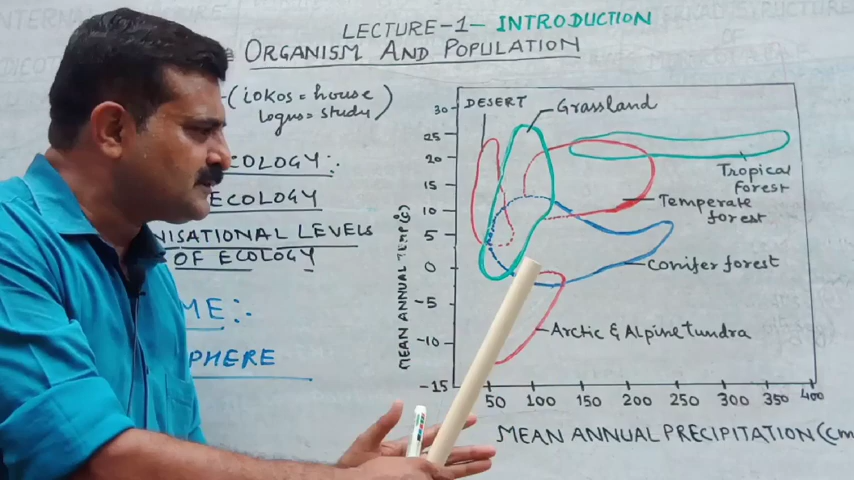 LECTURE-1- INTRODUCTION
ORGANISM AND POPULATION
(iokos=house
logus=study)
ECOLOGY:.
ECOLOGY
NISATIONAL LEVELS
OF ECOLOGY
ME:-
PHERE
DESERT
Grassland
Tropical
forest
Temperate
forest
Conifer forest
Arctic & Alpine tundra
MEAN ANNUAL TEMP(°C)
30
25
20
15
10
5
0
-5
-10
-15
50 100 150 200 250 300 350 400
MEAN ANNUAL PRECIPITATION(cm